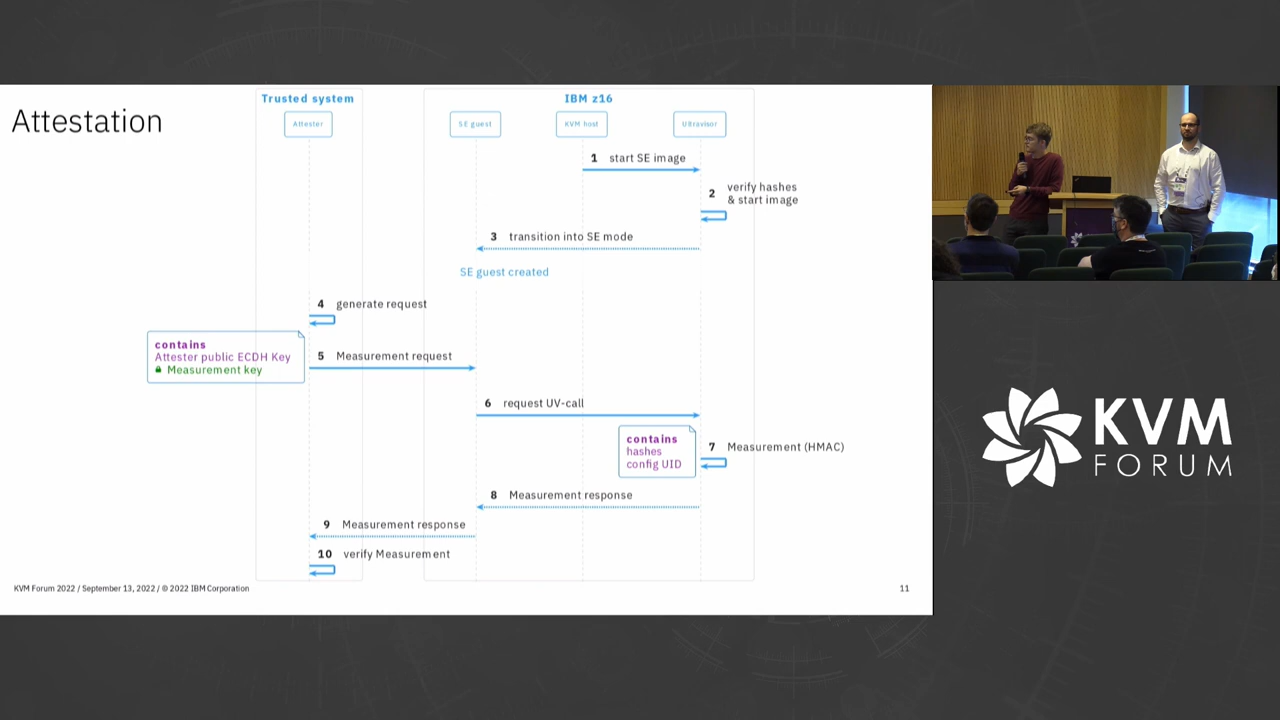 Attestation
Trusted system
IBM z16
Attester
SE guest
KVM host
Ultravisor
1 start SE image
2 verify hashes
& start image
3 transition into SE mode
SE guest created
4 generate request
contains
Attester public ECDH Key
Measurement key
5 Measurement request
6 request UV-call
contains
hashes
config UID
7 Measurement (HMAC)
8 Measurement response
9 Measurement response
10 verify Measurement
KVM Forum 2022 / September 13, 2022 / © 2022 IBM Corporation
11
KVM
FORUM